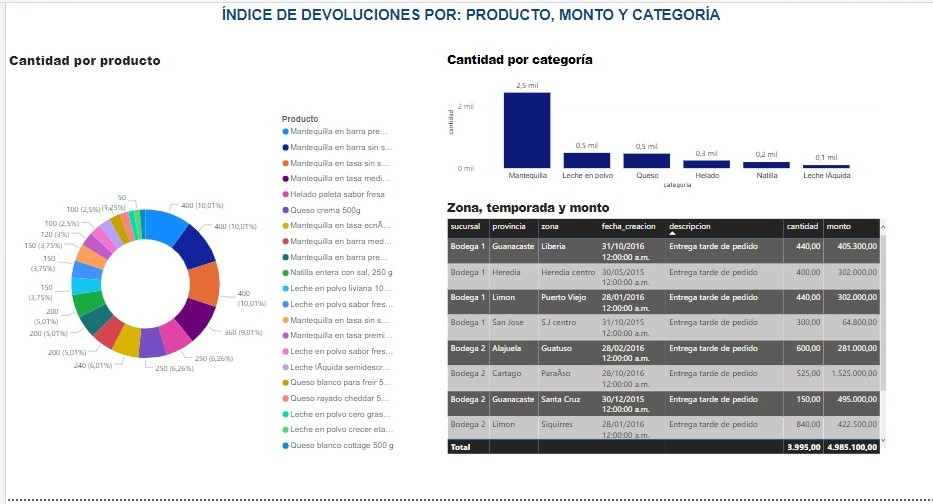 ÍNDICE DE DEVOLUCIONES POR: PRODUCTO, MONTO Y CATEGORÍA
Cantidad por producto
50
(1,25%)
100 (2,5%)
100 (2,5%)
120 (3%)
150 (3,75%)
150
(3,75%)
150
(3,75%)
200
(5,01%)
200 (5,01%)
200 (5,01%)
240 (6,01%)
250 (6,26%)
250 (6,26%)
360 (9,01%)
400
(10,01%)
400 (10,01%)
400 (10,01%)
Producto
Mantequilla en barra pre...
Mantequilla en barra sin s...
Mantequilla en tasa sin s...
Mantequilla en tasa medi...
Helado paleta sabor fresa
Queso crema 500g
Mantequilla en tasa ecnÃ...
Mantequilla en barra med...
Mantequilla en barra pre...
Natilla entera con sal, 250 g
Leche en polvo liviana 10...
Leche en polvo sabor fres...
Mantequilla en tasa sin s...
Mantequilla en tasa premi...
Leche en polvo sabor fres...
Leche lÃquida semidescr...
Queso blanco para freir 5...
Queso rayado cheddar 5...
Leche en polvo cero gras...
Leche en polvo crecer eta...
Queso blanco cottage 500 g
Cantidad por categoría
cantidad
2 mil
0 mil
2,5 mil
0,5 mil
0,5 mil
0,3 mil
0,2 mil
0,1 mil
Mantequilla Leche en polvo Queso Helado Natilla Leche lÃquida
categoria
Zona, temporada y monto
sucursal provincia zona fecha_creacion descripcion cantidad monto
Bodega 1 Guanacaste Liberia 31/10/2016 Entrega tarde de pedido 440,00 405.300,00
12:00:00 a.m.
Bodega 1 Heredia Heredia centro 30/05/2015 Entrega tarde de pedido 400,00 302.000,00
12:00:00 a.m.
Bodega 1 Limon Puerto Viejo 28/01/2016 Entrega tarde de pedido 440,00 302.000,00
12:00:00 a.m.
Bodega 1 San Jose SJ centro 31/10/2015 Entrega tarde de pedido 300,00 64.800,00
12:00:00 a.m.
Bodega 2 Alajuela Guatuso 28/02/2016 Entrega tarde de pedido 600,00 281.000,00
12:00:00 a.m.
Bodega 2 Cartago ParaÃso 28/10/2016 Entrega tarde de pedido 525,00 1.525.000,00
12:00:00 a.m.
Bodega 2 Guanacaste Santa Cruz 30/12/2015 Entrega tarde de pedido 150,00 495.000,00
12:00:00 a.m.
Bodega 2 Limon Siquirres 28/01/2016 Entrega tarde de pedido 840,00 422.500,00
12:00:00 a.m.
Total 3.995,00 4.985.100,00